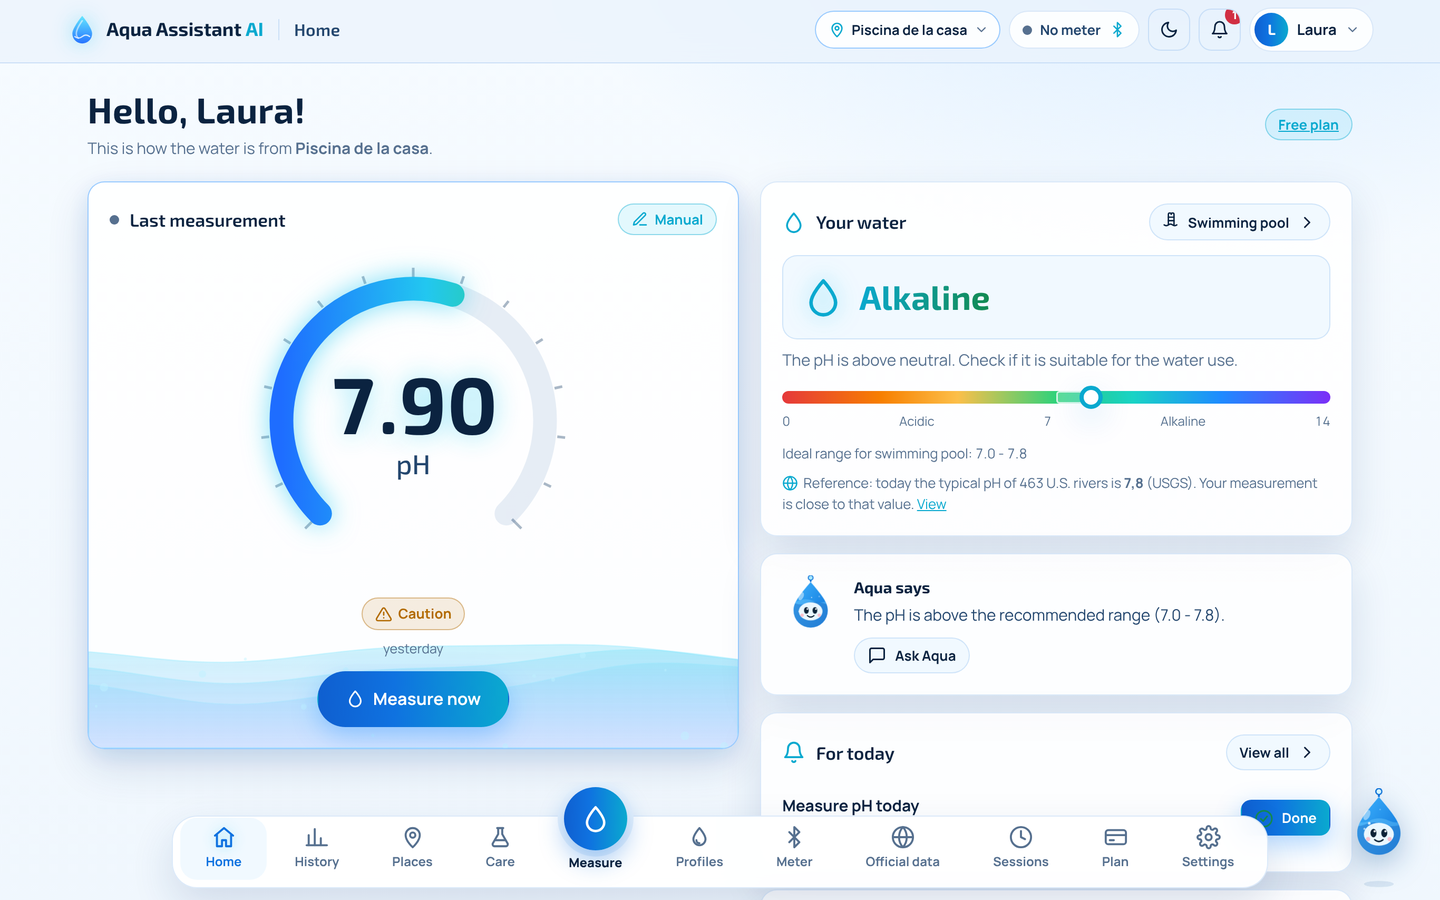 Aqua Assistant AI
Home
Piscina de la casa
No meter
1
L
Laura
Hello, Laura!
This is how the water is from Piscina de la casa.
Free plan
Last measurement
Manual
7.90
pH
Caution
yesterday
Measure now
Your water
Swimming pool
Alkaline
The pH is above neutral. Check if it is suitable for the water use.
0
Acidic
7
Alkaline
14
Ideal range for swimming pool: 7.0 - 7.8
Reference: today the typical pH of 463 U.S. rivers is 7,8 (USGS). Your measurement
is close to that value. View
Aqua says
The pH is above the recommended range (7.0 - 7.8).
Ask Aqua
For today
View all
Measure pH today
Done
Home
History
Places
Care
Measure
Profiles
Meter
Official data
Sessions
Plan
Settings